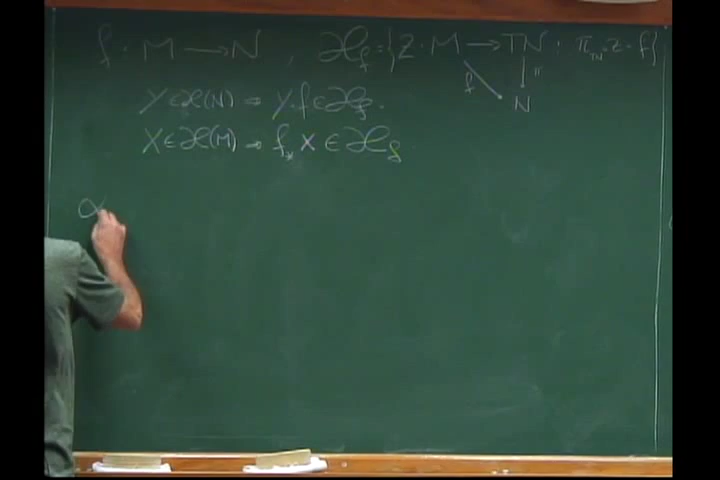 f : M → N , 𝔛_f = { Z : M → TN : π_TN ∘ Z = f }
f π
N
Y ∈ 𝔛(N) ⇒ Y∘f ∈ 𝔛_f.
X ∈ 𝔛(M) ⇒ f_* X ∈ 𝔛_f
α